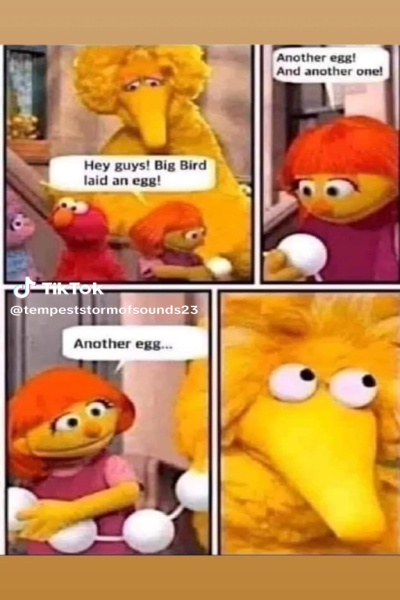 Another egg!
And another one!
Hey guys! Big Bird
laid an egg!
TikTok
@tempeststormofsounds23
Another egg...